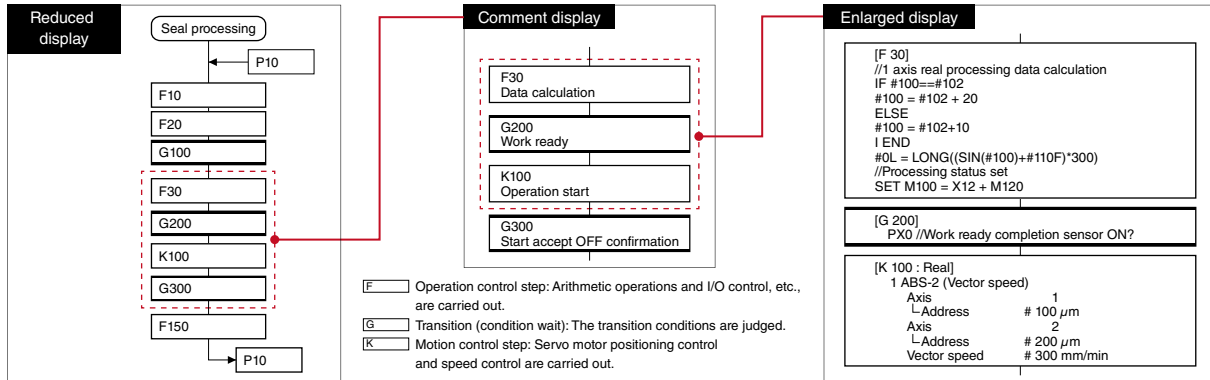 Reduced
display
Seal processing
P10
F10
F20
G100
F30
G200
K100
G300
F150
P10
Comment display
F30
Data calculation
G200
Work ready
K100
Operation start
G300
Start accept OFF confirmation
F Operation control step: Arithmetic operations and I/O control, etc.,
are carried out.
G Transition (condition wait): The transition conditions are judged.
K Motion control step: Servo motor positioning control
and speed control are carried out.
Enlarged display
[F 30]
//1 axis real processing data calculation
IF #100==#102
#100 = #102 + 20
ELSE
#100 = #102+10
I END
#0L = LONG((SIN(#100)+#110F)*300)
//Processing status set
SET M100 = X12 + M120
[G 200]
PX0 //Work ready completion sensor ON?
[K 100 : Real]
1 ABS-2 (Vector speed)
Axis 1
Address # 100 µm
Axis 2
Address # 200 µm
Vector speed # 300 mm/min